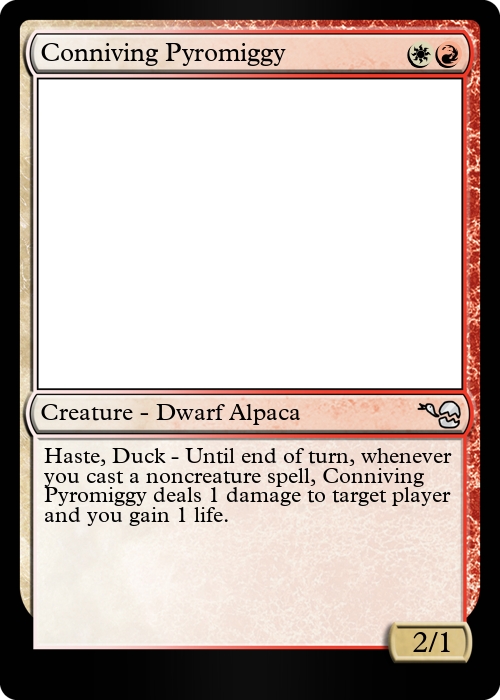 Conniving Pyromiggy
Creature - Dwarf Alpaca
Haste, Duck - Until end of turn, whenever
you cast a noncreature spell, Conniving
Pyromiggy deals 1 damage to target player
and you gain 1 life.
2/1